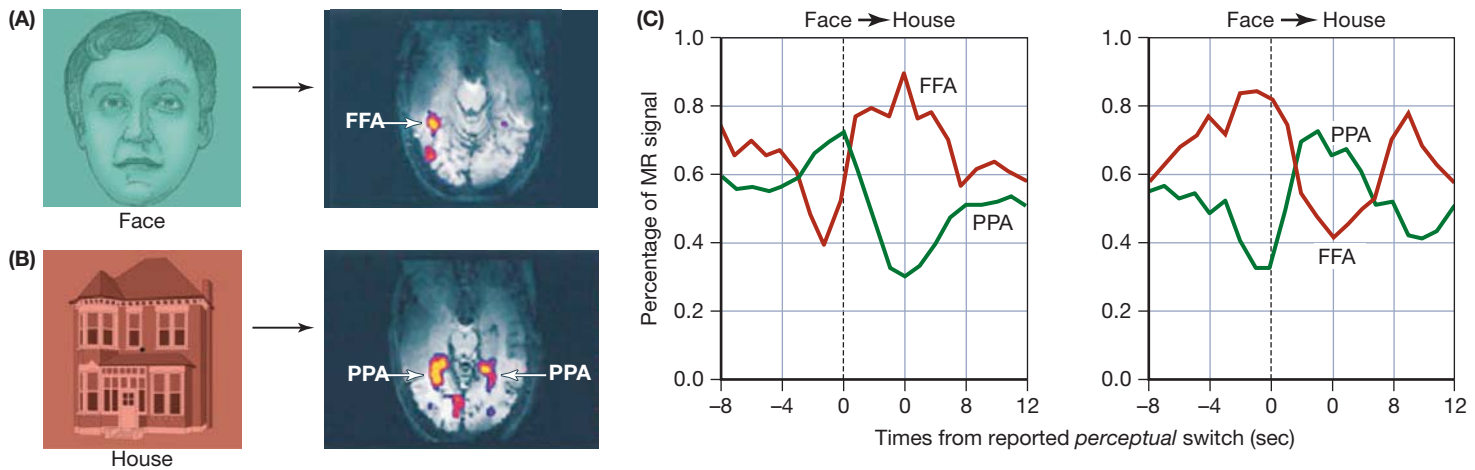 (A)
Face
FFA
(B)
House
PPA
PPA
(C)
Face → House
Percentage of MR signal
1.0
0.8
0.6
0.4
0.2
0.0
FFA
PPA
–8
–4
0
0
8
12
Face → House
1.0
0.8
0.6
0.4
0.2
0.0
PPA
FFA
–8
–4
0
0
8
12
Times from reported perceptual switch (sec)